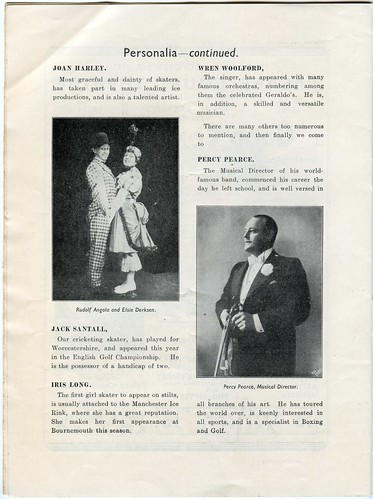 Personalia—continued.
JOAN HARLEY.
Most graceful and dainty of skaters,
has taken part in many leading ice
productions, and is also a talented artist.
Rudolf Angola and Elsie Derksen.
JACK SANTALL,
Our cricketing skater, has played for
Worcestershire, and appeared this year
in the English Golf Championship. He
is the possessor of a handicap of two.
IRIS LONG.
The first girl skater to appear on stilts,
is usually attached to the Manchester Ice
Rink, where she has a great reputation.
She makes her first appearance at
Bournemouth this season.
WREN WOOLFORD,
The singer, has appeared with many
famous orchestras, numbering among
them the celebrated Geraldo's. He is,
in addition, a skilled and versatile
musician.
There are many others too numerous
to mention, and then finally we come
to
PERCY PEARCE.
The Musical Director of his world-
famous band, commenced his career the
day he left school, and is well versed in
Percy Pearce, Musical Director.
all branches of his art. He has toured
the world over, is keenly interested in
all sports, and is a specialist in Boxing
and Golf.